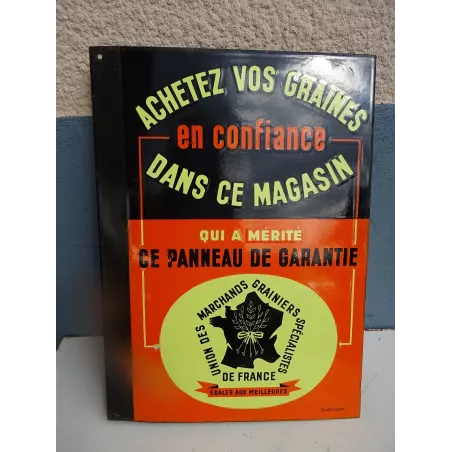 ACHETEZ VOS GRAINES
en confiance
DANS CE MAGASIN
QUI A MÉRITÉ
CE PANNEAU DE GARANTIE
UNION DES MARCHANDS GRAINIERS SPÉCIALISTES
DE FRANCE
EGALES AUX MEILLEURES